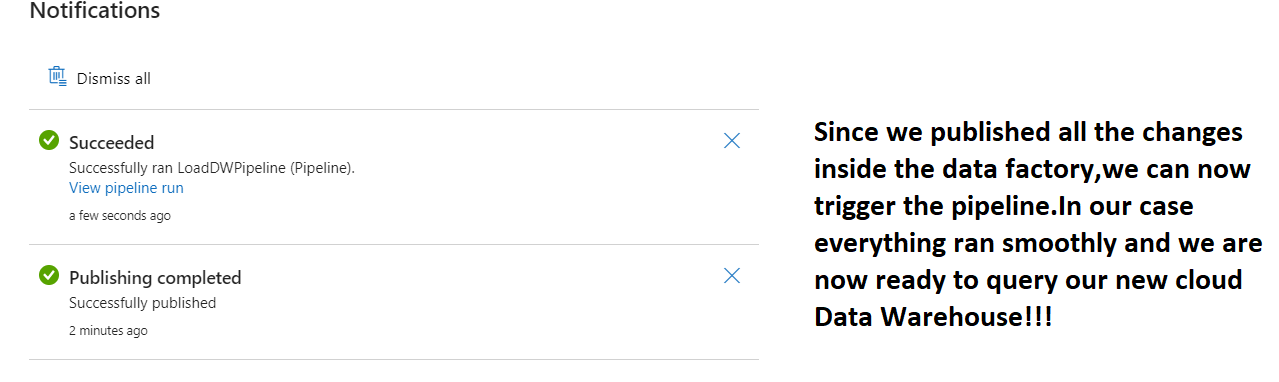 Notifications
Dismiss all
Succeeded
Successfully ran LoadDWPipeline (Pipeline).
View pipeline run
a few seconds ago
Publishing completed
Successfully published
2 minutes ago
Since we published all the changes
inside the data factory,we can now
trigger the pipeline.In our case
everything ran smoothly and we are
now ready to query our new cloud
Data Warehouse!!!